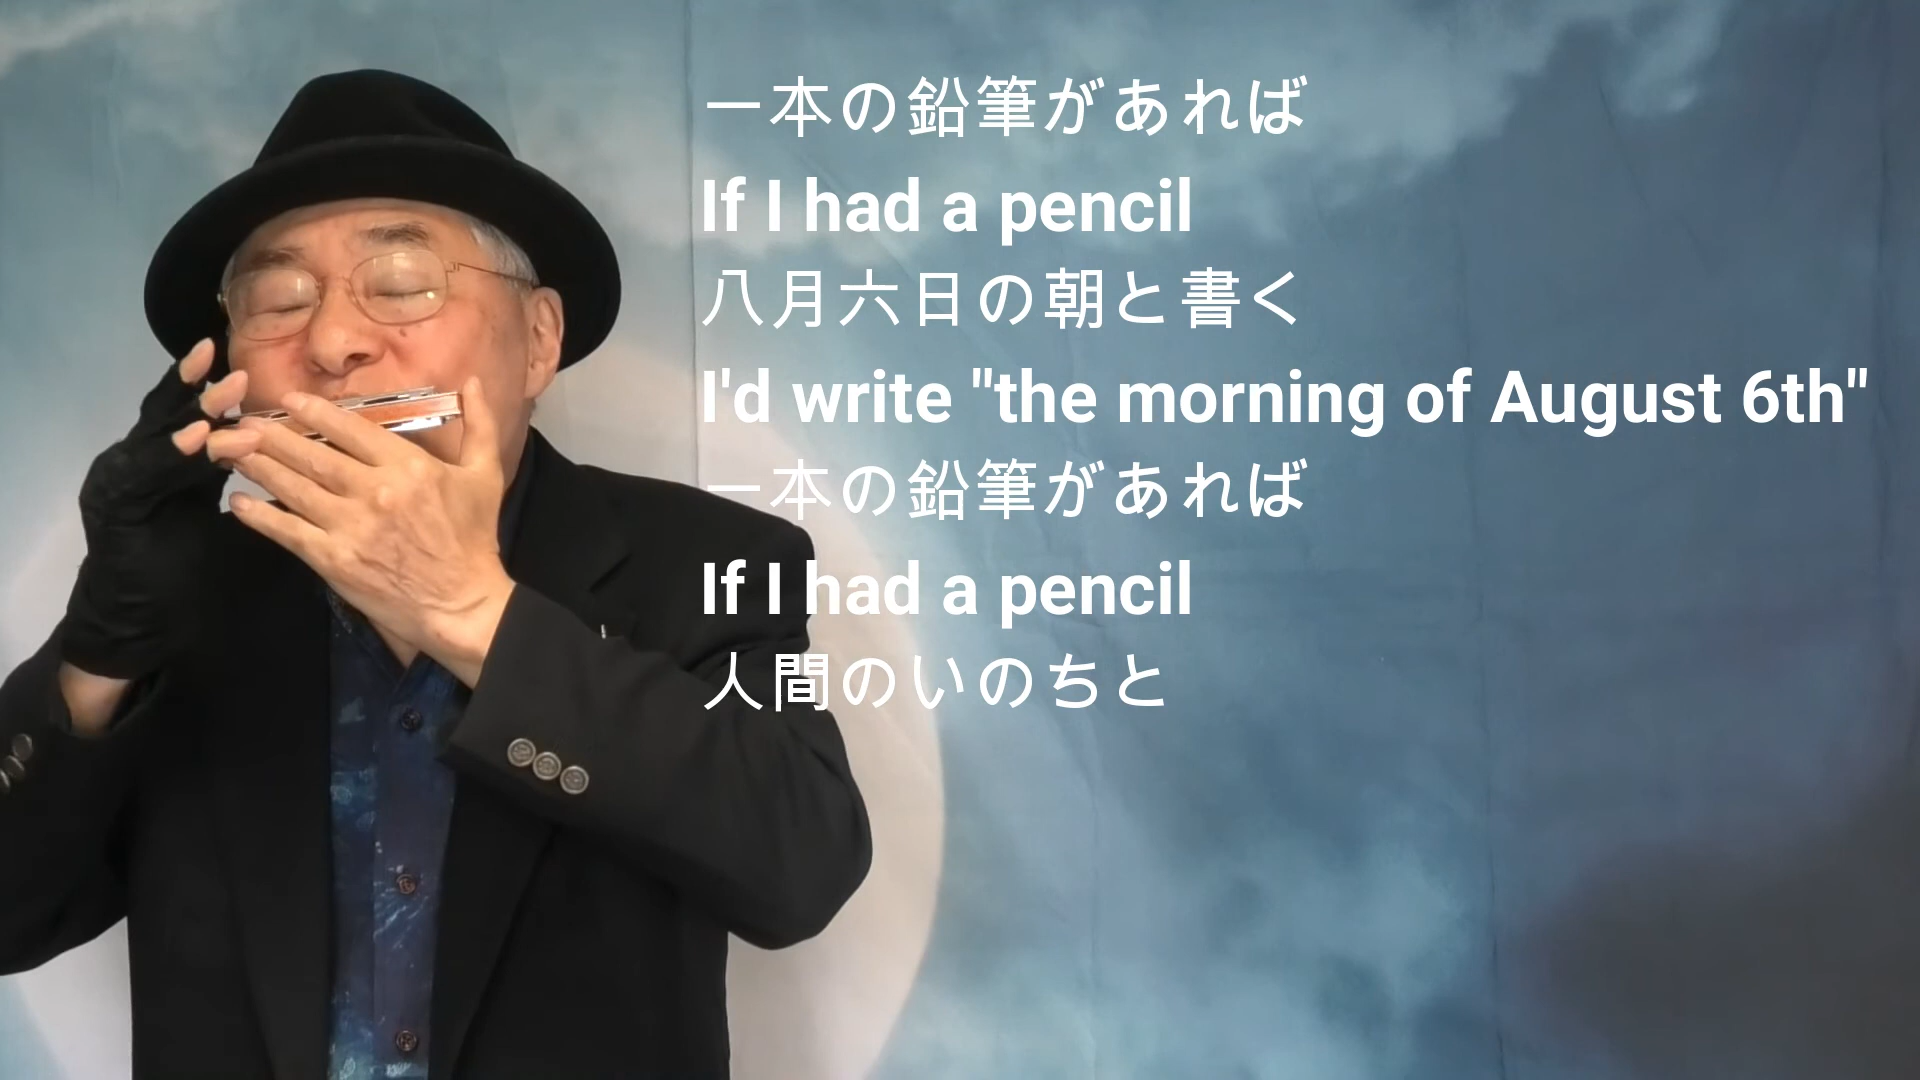 一本の鉛筆があれば
If I had a pencil
八月六日の朝と書く
I'd write "the morning of August 6th"
一本の鉛筆があれば
If I had a pencil
人間のいのちと